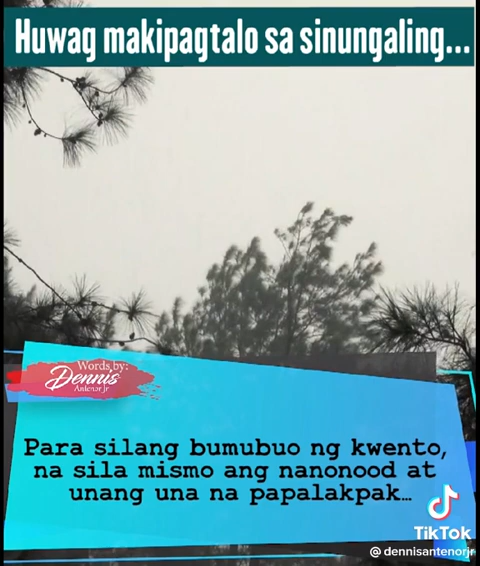 Huwag makipagtalo sa sinungaling...
Words by:
Dennis
Antenor jr
Para silang bumubuo ng kwento,
na sila mismo ang nanonood at
unang una na papalakpak...
TikTok
@dennisantenorjr